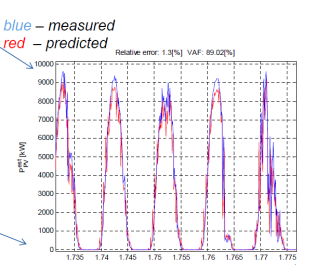 blue – measured
red – predicted
Relative error: 1.3[%] VAF: 89.02[%]
10000
9000
8000
7000
6000
5000
4000
3000
2000
1000
0
[kW]
1.735 1.74 1.745 1.75 1.755 1.76 1.765 1.77 1.775